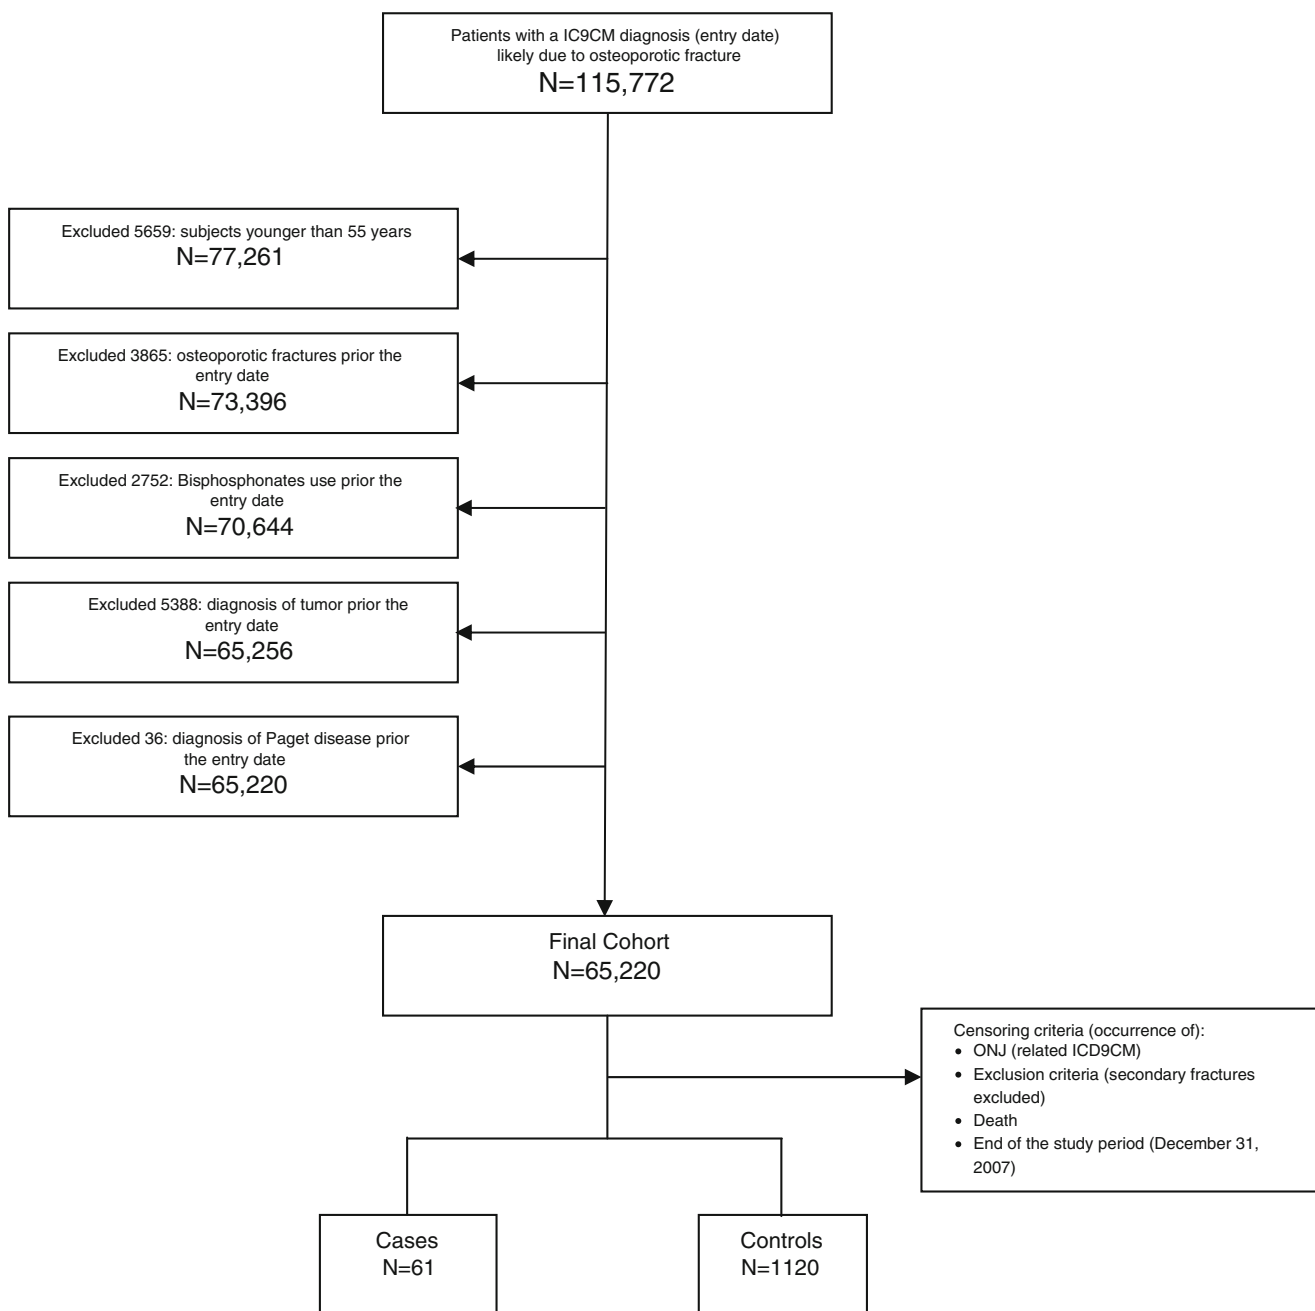 Patients with a IC9CM diagnosis (entry date)
likely due to osteoporotic fracture
N=115,772
Excluded 5659: subjects younger than 55 years
N=77,261
Excluded 3865: osteoporotic fractures prior the
entry date
N=73,396
Excluded 2752: Bisphosphonates use prior the
entry date
N=70,644
Excluded 5388: diagnosis of tumor prior the
entry date
N=65,256
Excluded 36: diagnosis of Paget disease prior
the entry date
N=65,220
Final Cohort
N=65,220
Censoring criteria (occurrence of):
• ONJ (related ICD9CM)
• Exclusion criteria (secondary fractures
excluded)
• Death
• End of the study period (December 31,
2007)
Cases
N=61
Controls
N=1120